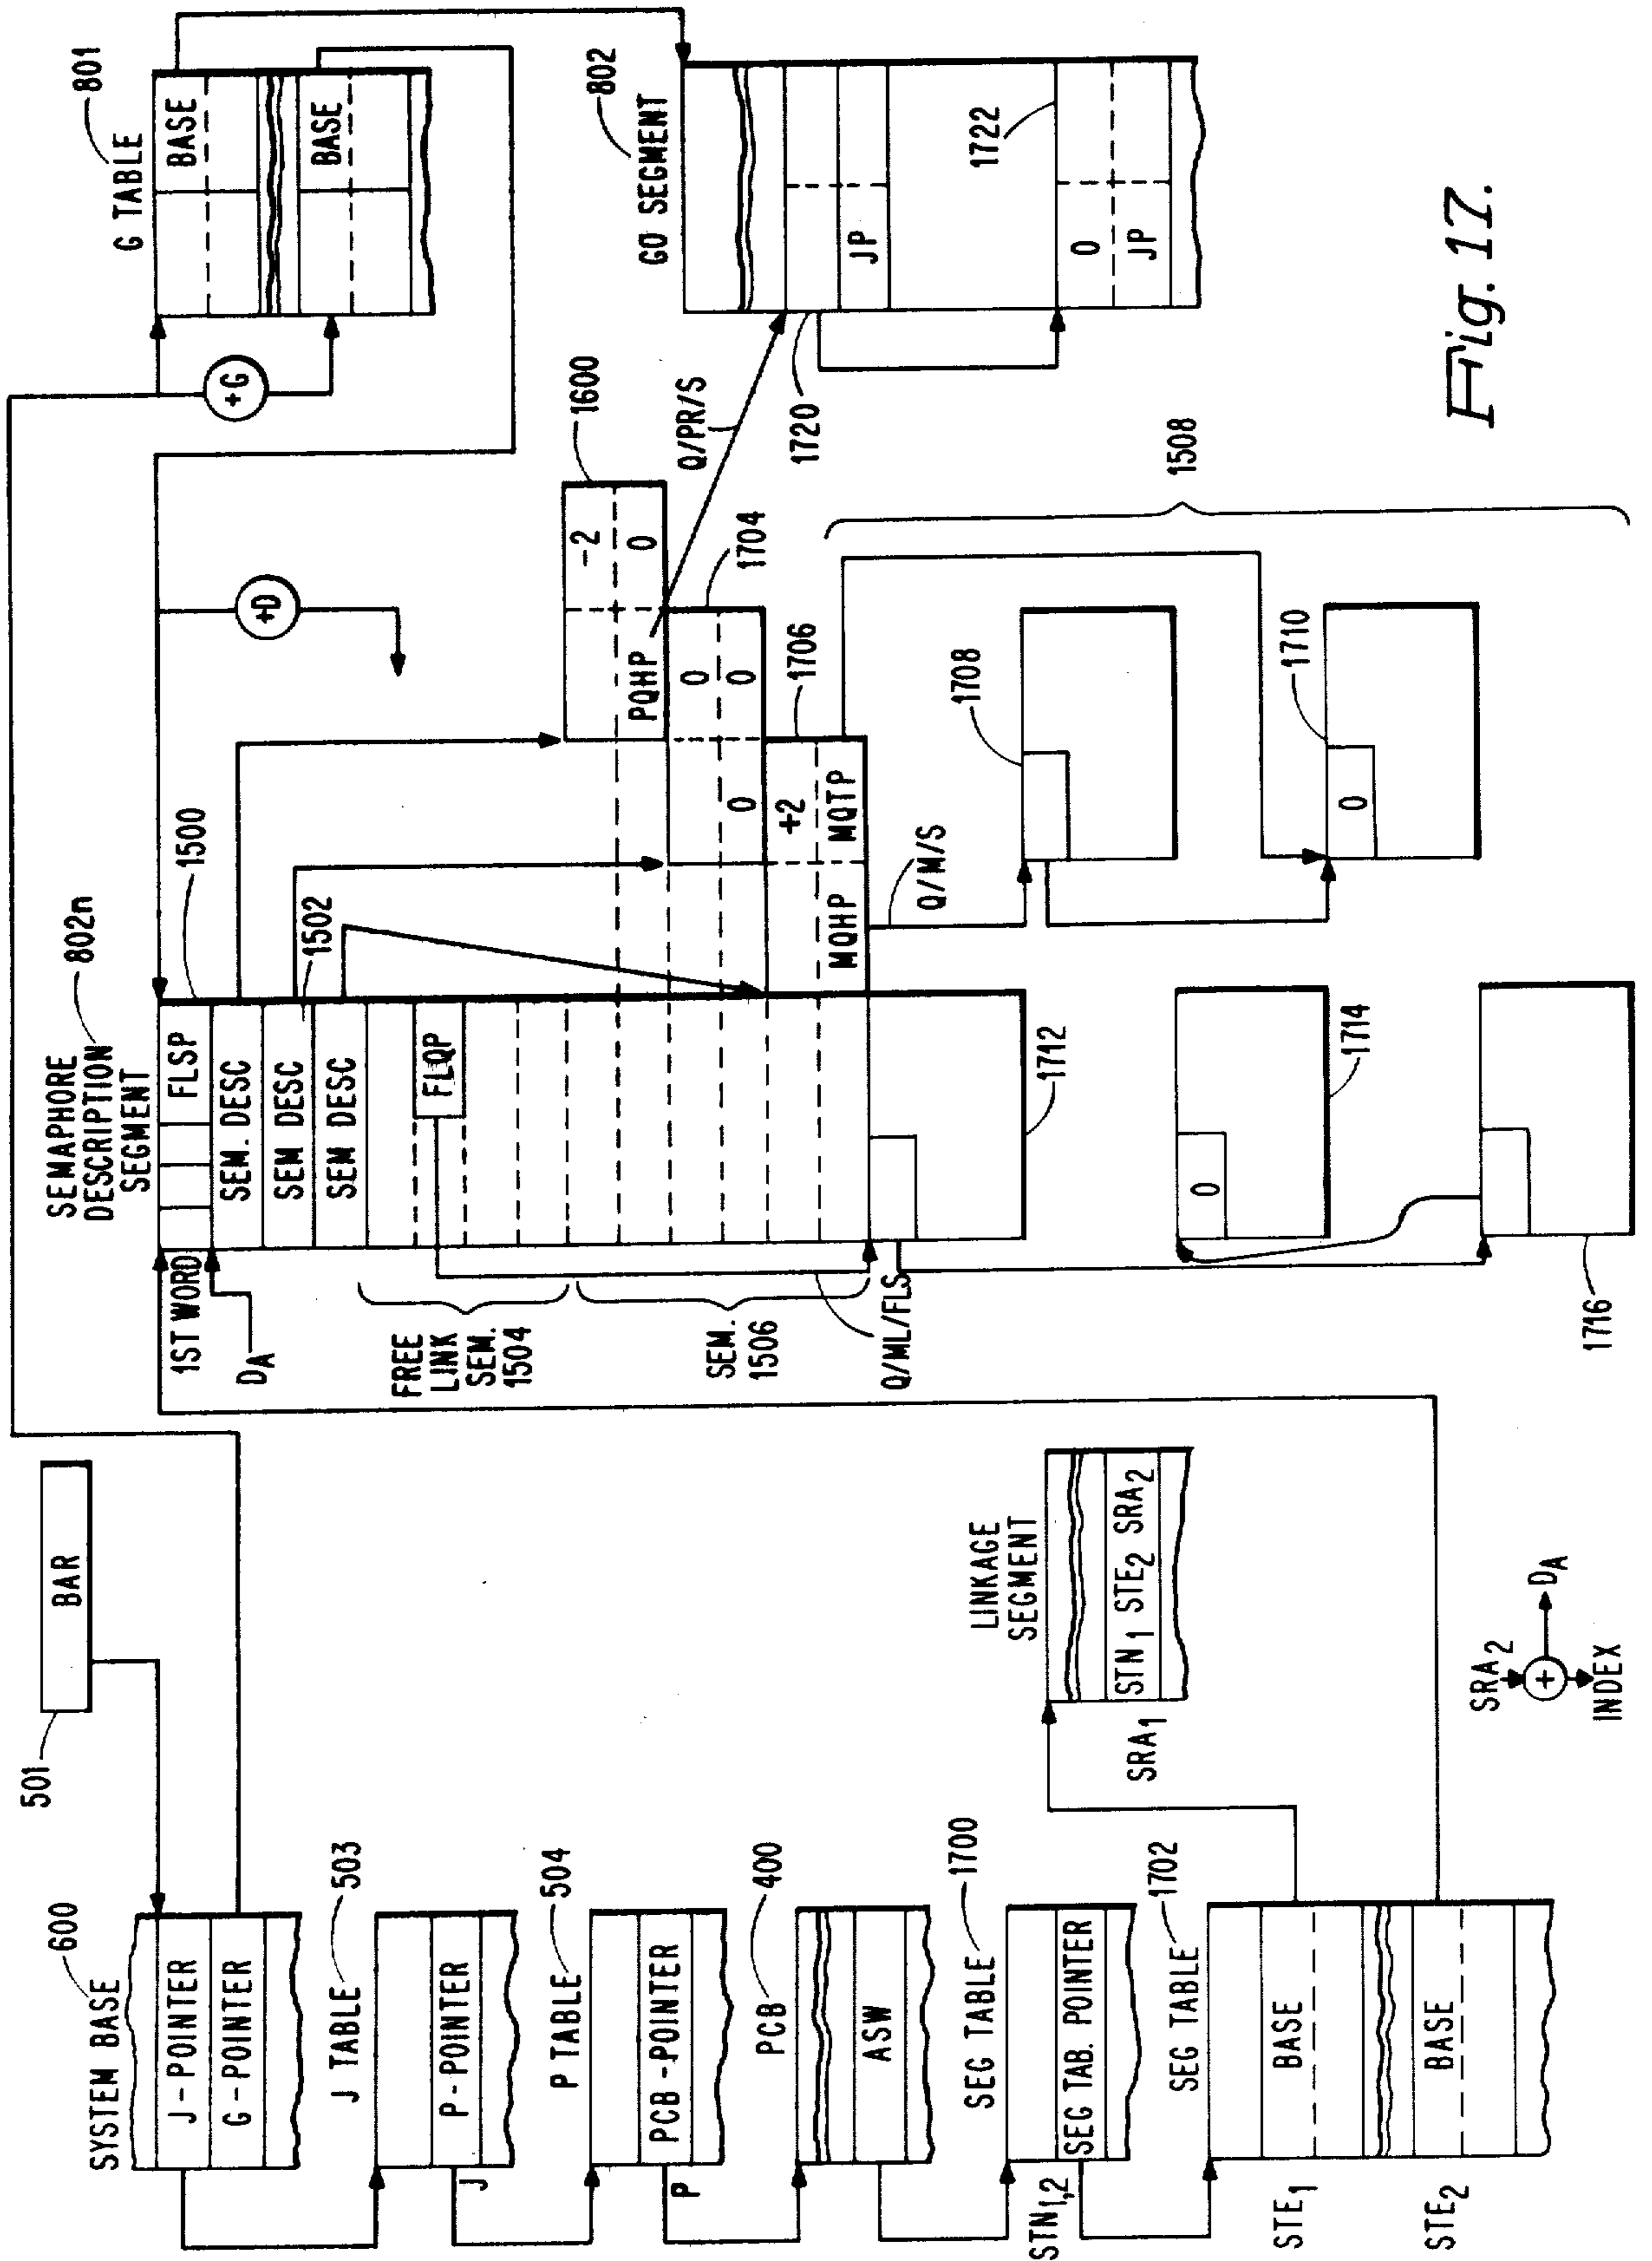 501
BAR
SYSTEM BASE
600
J-POINTER
G-POINTER
J TABLE
503
P-POINTER
J
P TABLE
504
PCB-POINTER
P
PCB
400
ASW
SEG TABLE
1700
STN1,2
SEG TAB. POINTER
SEG TABLE
1702
STE1
BASE
STE2
BASE
LINKAGE
SEGMENT
SRA1
STN1 STE2 SRA2
SRA2
+
DA
INDEX
SEMAPHORE
DESCRIPTION
SEGMENT
802n
1500
1ST WORD
FLSP
DA
SEM. DESC
SEM DESC
1502
SEM DESC
FREE
LINK
SEM.
1504
FLQP
SEM.
1506
Q/ML/FLS
1712
0
1714
1716
+D
1600
-2
PQHP
0
1704
0
0
0
1706
+2
MQHP
MQTP
Q/M/S
1708
1710
0
1508
Q/PR/S
G TABLE
801
BASE
BASE
+G
GO SEGMENT
802
JP
1720
1722
0
JP
Fig. 17.